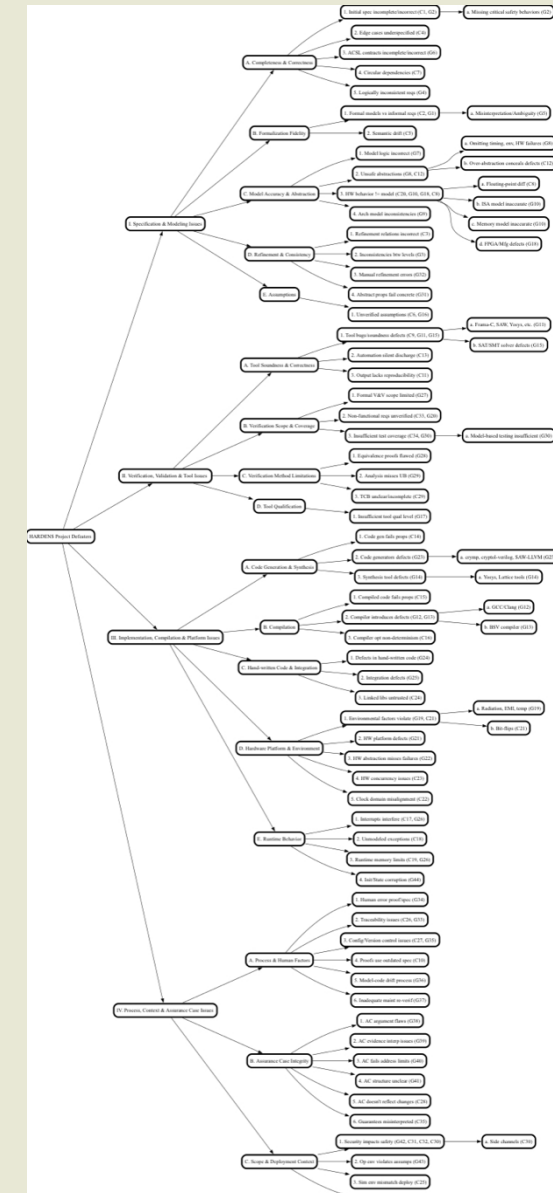 HARDENS Project Defeaters
I. Specification & Modeling Issues
A. Completeness & Correctness
1. Initial spec incomplete/incorrect (C1, G2)
a. Missing critical safety behaviors (G2)
2. Edge cases underspecified (C4)
3. ACSL contracts incomplete/incorrect (G6)
4. Circular dependencies (C7)
5. Logically inconsistent reqs (G4)
B. Formalization Fidelity
1. Formal models vs informal reqs (C2, G1)
a. Misinterpretation/Ambiguity (G5)
2. Semantic drift (C5)
C. Model Accuracy & Abstraction
1. Model logic incorrect (G7)
2. Unsafe abstractions (G8, C12)
a. Omitting timing, env, HW failures (G8)
b. Over-abstraction conceals defects (C12)
3. HW behavior != model (C20, G10, G18, C8)
a. Floating-point diff (C8)
b. ISA model inaccurate (G10)
c. Memory model inaccurate (G10)
d. FPGA/Mfg defects (G18)
4. Arch model inconsistencies (G9)
D. Refinement & Consistency
1. Refinement relations incorrect (C3)
2. Inconsistencies btw levels (G3)
3. Manual refinement errors (G32)
4. Abstract props fail concrete (C11)
E. Assumptions
1. Unverified assumptions (C6, G16)
II. Verification, Validation & Tool Issues
A. Tool Soundness & Correctness
1. Tool bugs/soundness defects (C9, G11, G15)
a. Frama-C, SAW, Yosys, etc. (G11)
b. SAT/SMT solver defects (G15)
2. Automation silent discharge (C13)
3. Output lacks reproducibility (C31)
B. Verification Scope & Coverage
1. Formal V&V scope limited (G27)
2. Non-functional reqs unverified (C33, G28)
3. Insufficient test coverage (C34, G30)
a. Model-based testing insufficient (G30)
C. Verification Method Limitations
1. Equivalence proofs flawed (G28)
2. Analysis misses UB (G29)
3. TCB unclear/incomplete (C29)
D. Tool Qualification
1. Insufficient tool qual level (G17)
III. Implementation, Compilation & Platform Issues
A. Code Generation & Synthesis
1. Code gen fails props (C14)
2. Code generators defects (G23)
a. crymp, cryptol-verilog, SAW-LLVM (G23
3. Synthesis tool defects (G14)
a. Yosys, Lattice tools (G14)
B. Compilation
1. Compiled code fails props (C15)
2. Compiler introduces defects (G12, G13)
a. GCC/Clang (G12)
b. BSV compiler (G13)
3. Compiler opt non-determinism (C16)
C. Hand-written Code & Integration
1. Defects in hand-written code (G24)
2. Integration defects (G25)
3. Linked libs untrusted (C24)
D. Hardware Platform & Environment
1. Environmental factors violate (G19, C21)
a. Radiation, EMI, temp (G19)
b. Bit-flips (C21)
2. HW platform defects (G21)
3. HW abstraction misses failures (G22)
4. HW concurrency issues (C23)
5. Clock domain misalignment (C22)
E. Runtime Behavior
1. Interrupts interfere (C17, G26)
2. Unmodeled exceptions (C18)
3. Runtime memory limits (C19, G26)
4. Init/State corruption (G44)
IV. Process, Context & Assurance Case Issues
A. Process & Human Factors
1. Human error proof/spec (G34)
2. Traceability issues (C26, G33)
3. Config/Version control issues (C27, G35)
4. Proofs use outdated spec (C10)
5. Model-code drift process (G36)
6. Inadequate maint re-verif (G37)
B. Assurance Case Integrity
1. AC argument flaws (G38)
2. AC evidence interp issues (G39)
3. AC fails address limits (G40)
4. AC structure unclear (G41)
5. AC doesn't reflect changes (C28)
6. Guarantees misinterpreted (C35)
C. Scope & Deployment Context
1. Security impacts safety (G42, C31, C32, C30)
a. Side channels (C30)
2. Op env violates assumps (G43)
3. Sim env mismatch deploy (C25)